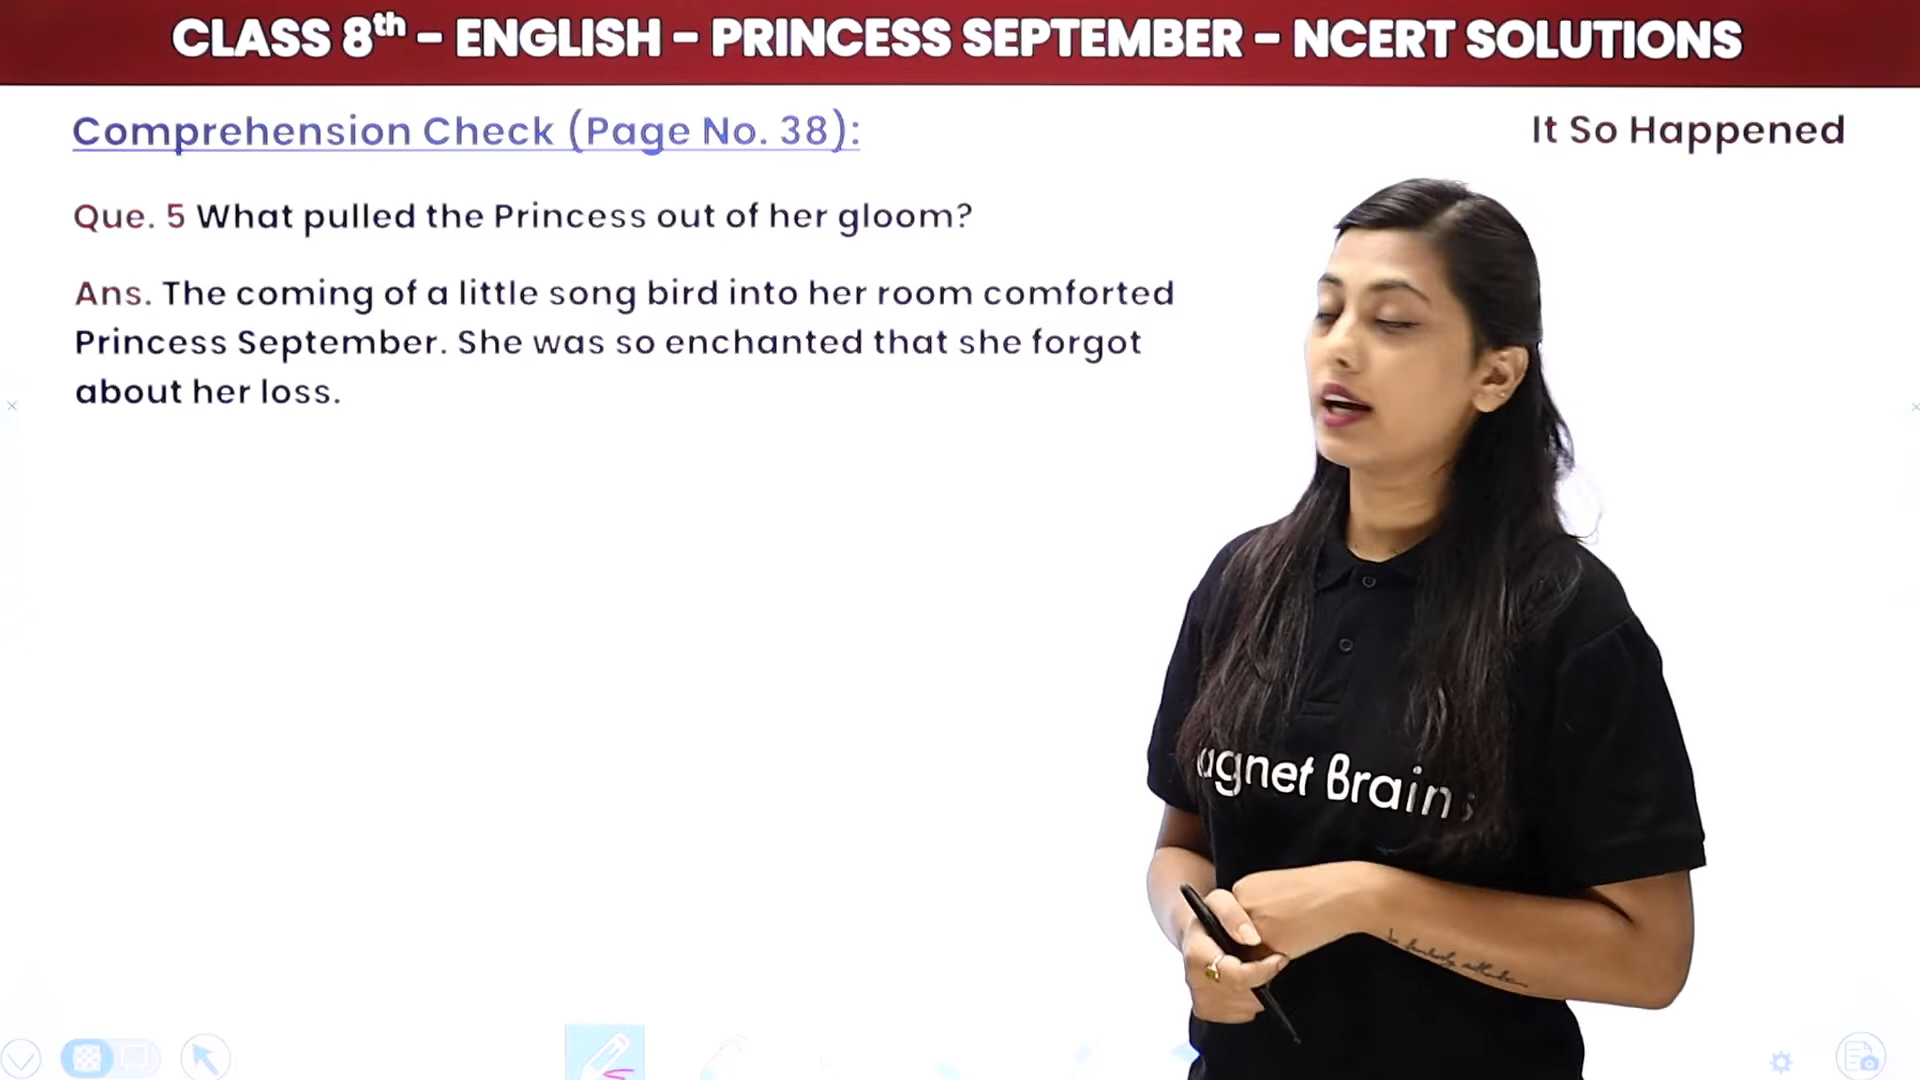 CLASS 8th – ENGLISH – PRINCESS SEPTEMBER – NCERT SOLUTIONS
Comprehension Check (Page No. 38):
It So Happened
Que. 5 What pulled the Princess out of her gloom?
Ans. The coming of a little song bird into her room comforted
Princess September. She was so enchanted that she forgot
about her loss.
agnet Brains